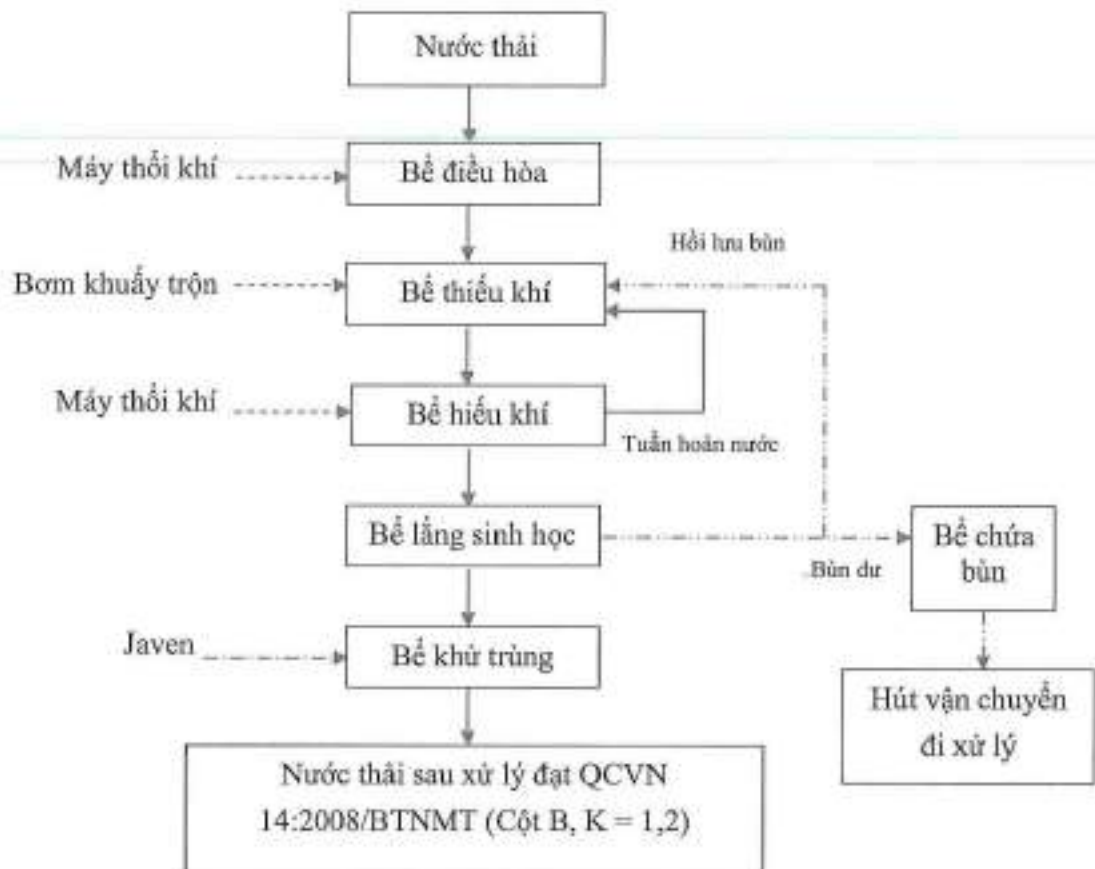 Nước thải
Máy thổi khí
Bể điều hòa
Hồi lưu bùn
Bơm khuấy trộn
Bể thiếu khí
Máy thổi khí
Bể hiếu khí
Tuần hoàn nước
Bể lắng sinh học
Bể chứa
bùn
Bùn dư
Javen
Bể khử trùng
Hút vận chuyển
đi xử lý
Nước thải sau xử lý đạt QCVN
14:2008/BTNMT (Cột B, K = 1,2)